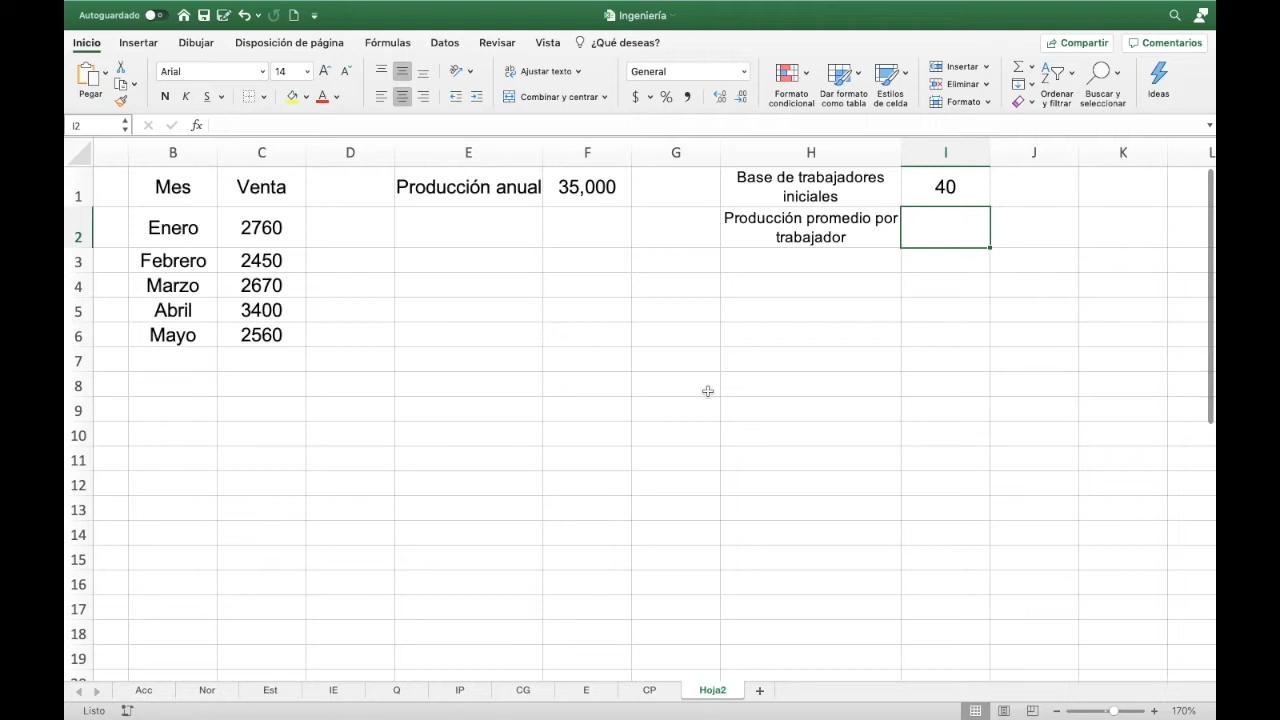 Autoguardado
Ingeniería
Inicio Insertar Dibujar Disposición de página Fórmulas Datos Revisar Vista ¿Qué deseas? Compartir Comentarios
Pegar
Arial 14
N K S
Ajustar texto
Combinar y centrar
General
$ % ,
Formato condicional
Dar formato como tabla
Estilos de celda
Insertar
Eliminar
Formato
Ordenar y filtrar
Buscar y seleccionar
Ideas
I2 fx
B C D E F G H I J K L
1 Mes Venta Producción anual 35,000 Base de trabajadores iniciales 40
2 Enero 2760 Producción promedio por trabajador
3 Febrero 2450
4 Marzo 2670
5 Abril 3400
6 Mayo 2560
7
8
9
10
11
12
13
14
15
16
17
18
19
Acc Nor Est IE Q IP CG E CP Hoja2
Listo 170%